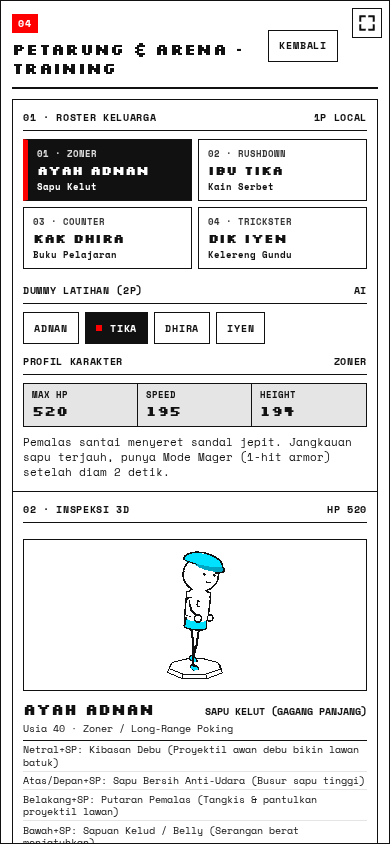 04
PETARUNG & ARENA -
TRAINING
KEMBALI
01 · ROSTER KELUARGA
1P LOCAL
01 · ZONER
AYAH ADNAN
Sapu Kelut
02 · RUSHDOWN
IBU TIKA
Kain Serbet
03 · COUNTER
KAK DHIRA
Buku Pelajaran
04 · TRICKSTER
DIK IYEN
Kelereng Gundu
DUMMY LATIHAN (2P)
AI
ADNAN
TIKA
DHIRA
IYEN
PROFIL KARAKTER
ZONER
MAX HP
520
SPEED
195
HEIGHT
194
Pemalas santai menyeret sandal jepit. Jangkauan
sapu terjauh, punya Mode Mager (1-hit armor)
setelah diam 2 detik.
02 · INSPEKSI 3D
HP 520
AYAH ADNAN
SAPU KELUT (GAGANG PANJANG)
Usia 40 · Zoner / Long-Range Poking
Netral+SP: Kibasan Debu (Proyektil awan debu bikin lawan
batuk)
Atas/Depan+SP: Sapu Bersih Anti-Udara (Busur sapu tinggi)
Belakang+SP: Putaran Pemalas (Tangkis & pantulkan
proyektil lawan)
Bawah+SP: Sapuan Kelud / Belly (Serangan berat
menjatuhkan)